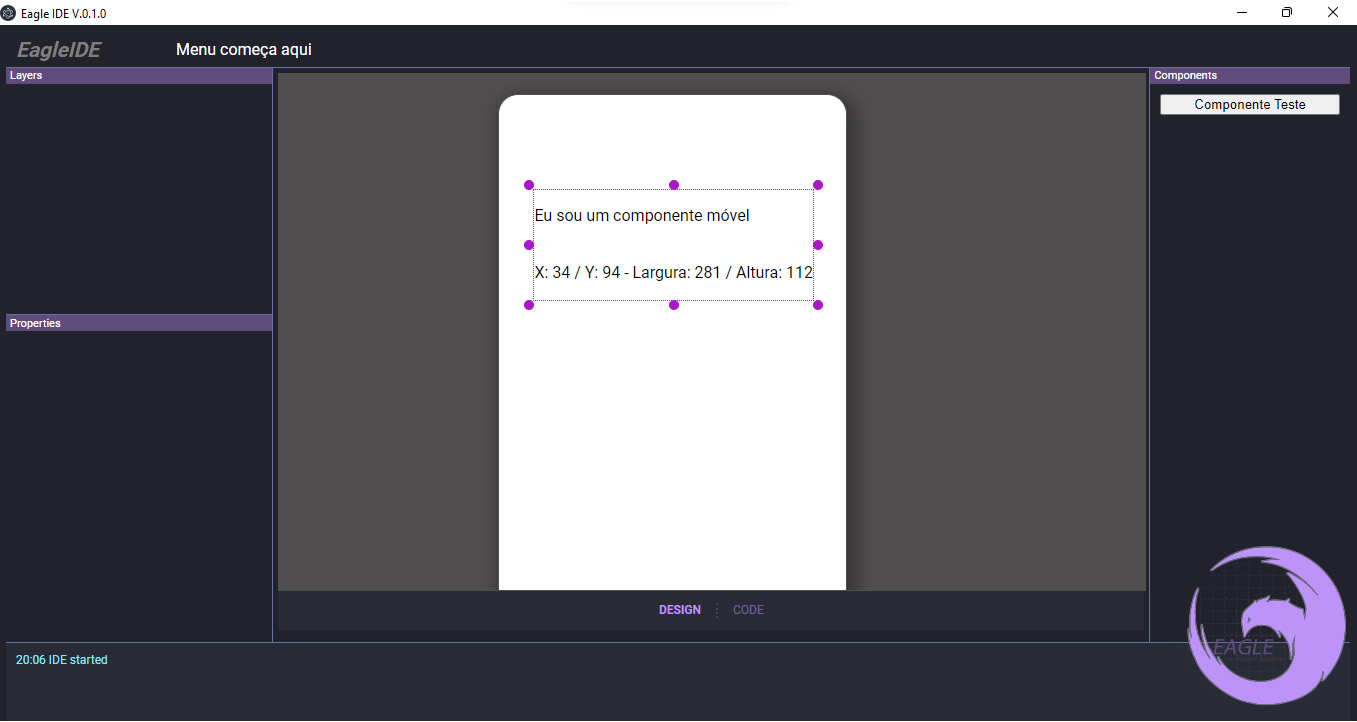 Eagle IDE V.0.1.0
EagleIDE
Menu começa aqui
Layers
Components
Componente Teste
Eu sou um componente móvel
X: 34 / Y: 94 - Largura: 281 / Altura: 112
Properties
DESIGN
CODE
EAGLE
20:06 IDE started